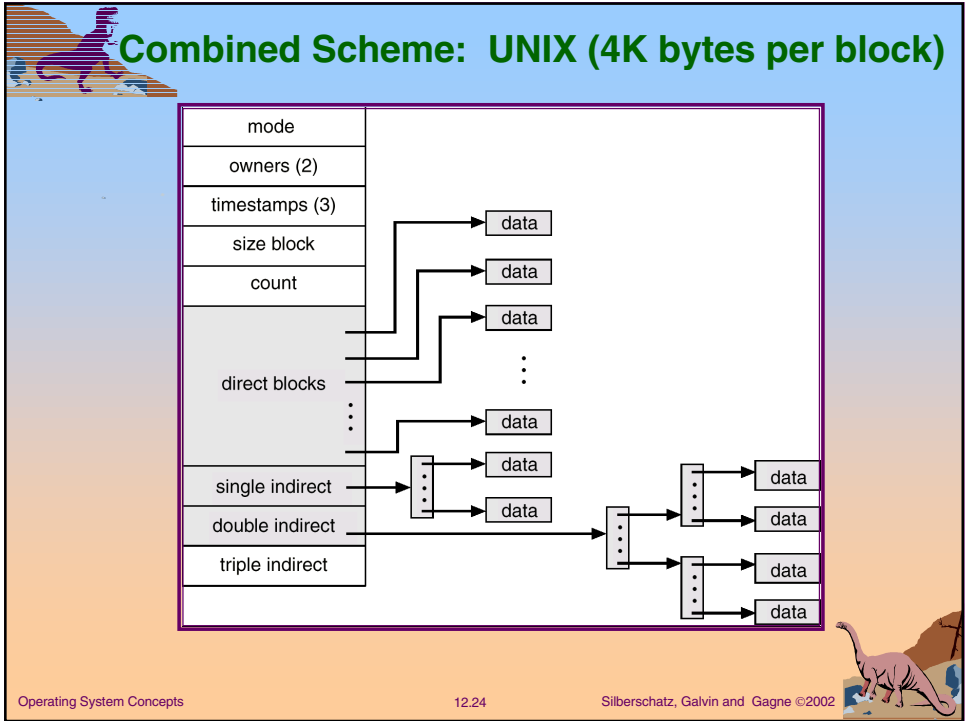 Combined Scheme: UNIX (4K bytes per block)
mode
owners (2)
timestamps (3)
size block
count
direct blocks
single indirect
double indirect
triple indirect
data
data
data
data
data
data
data
data
data
data
Operating System Concepts
12.24
Silberschatz, Galvin and Gagne ©2002